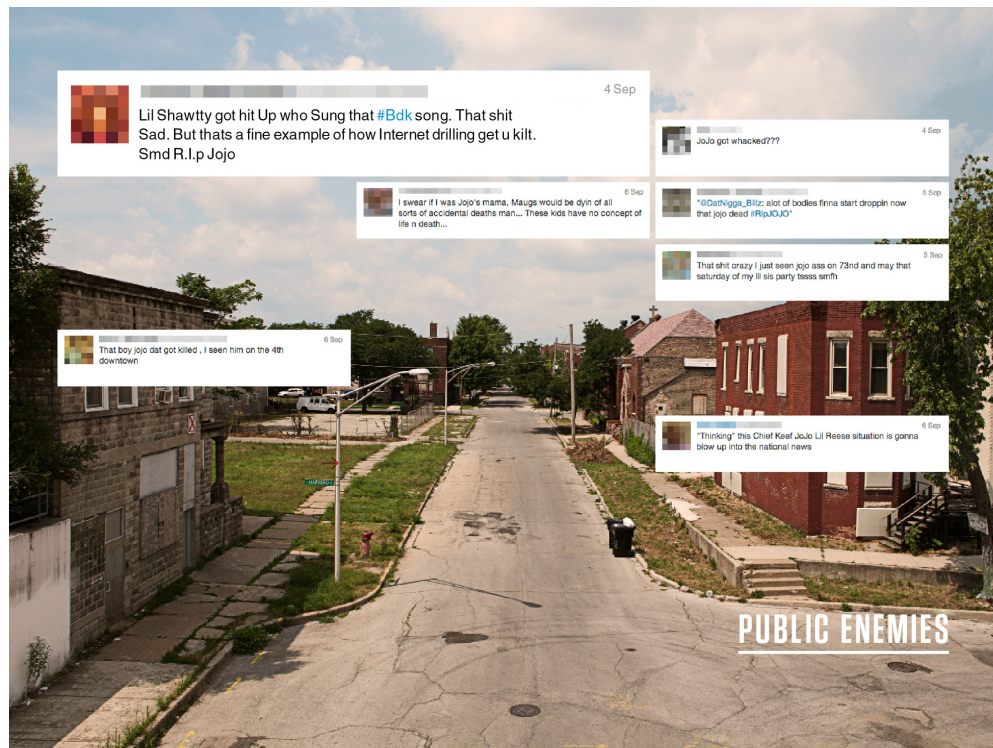 4 Sep
Lil Shawtty got hit Up who Sung that #Bdk song. That shit
Sad. But thats a fine example of how Internet drilling get u kilt.
Smd R.I.p Jojo
4 Sep
JoJo got whacked???
6 Sep
I swear if I was Jojo's mama, Maugs would be dyin of all
sorts of accidental deaths man... These kids have no concept of
life n death...
5 Sep
"@DatNigga_Billz: alot of bodies finna start droppin now
that jojo dead #RipJOJO"
5 Sep
That shit crazy I just seen jojo ass on 73nd and may that
saturday of my lil sis party tssss smfh
6 Sep
That boy jojo dat got killed , I seen him on the 4th
downtown
6 Sep
"Thinking" this Chief Keef JoJo Lil Reese situation is gonna
blow up into the national news
HARVARD
PUBLIC ENEMIES